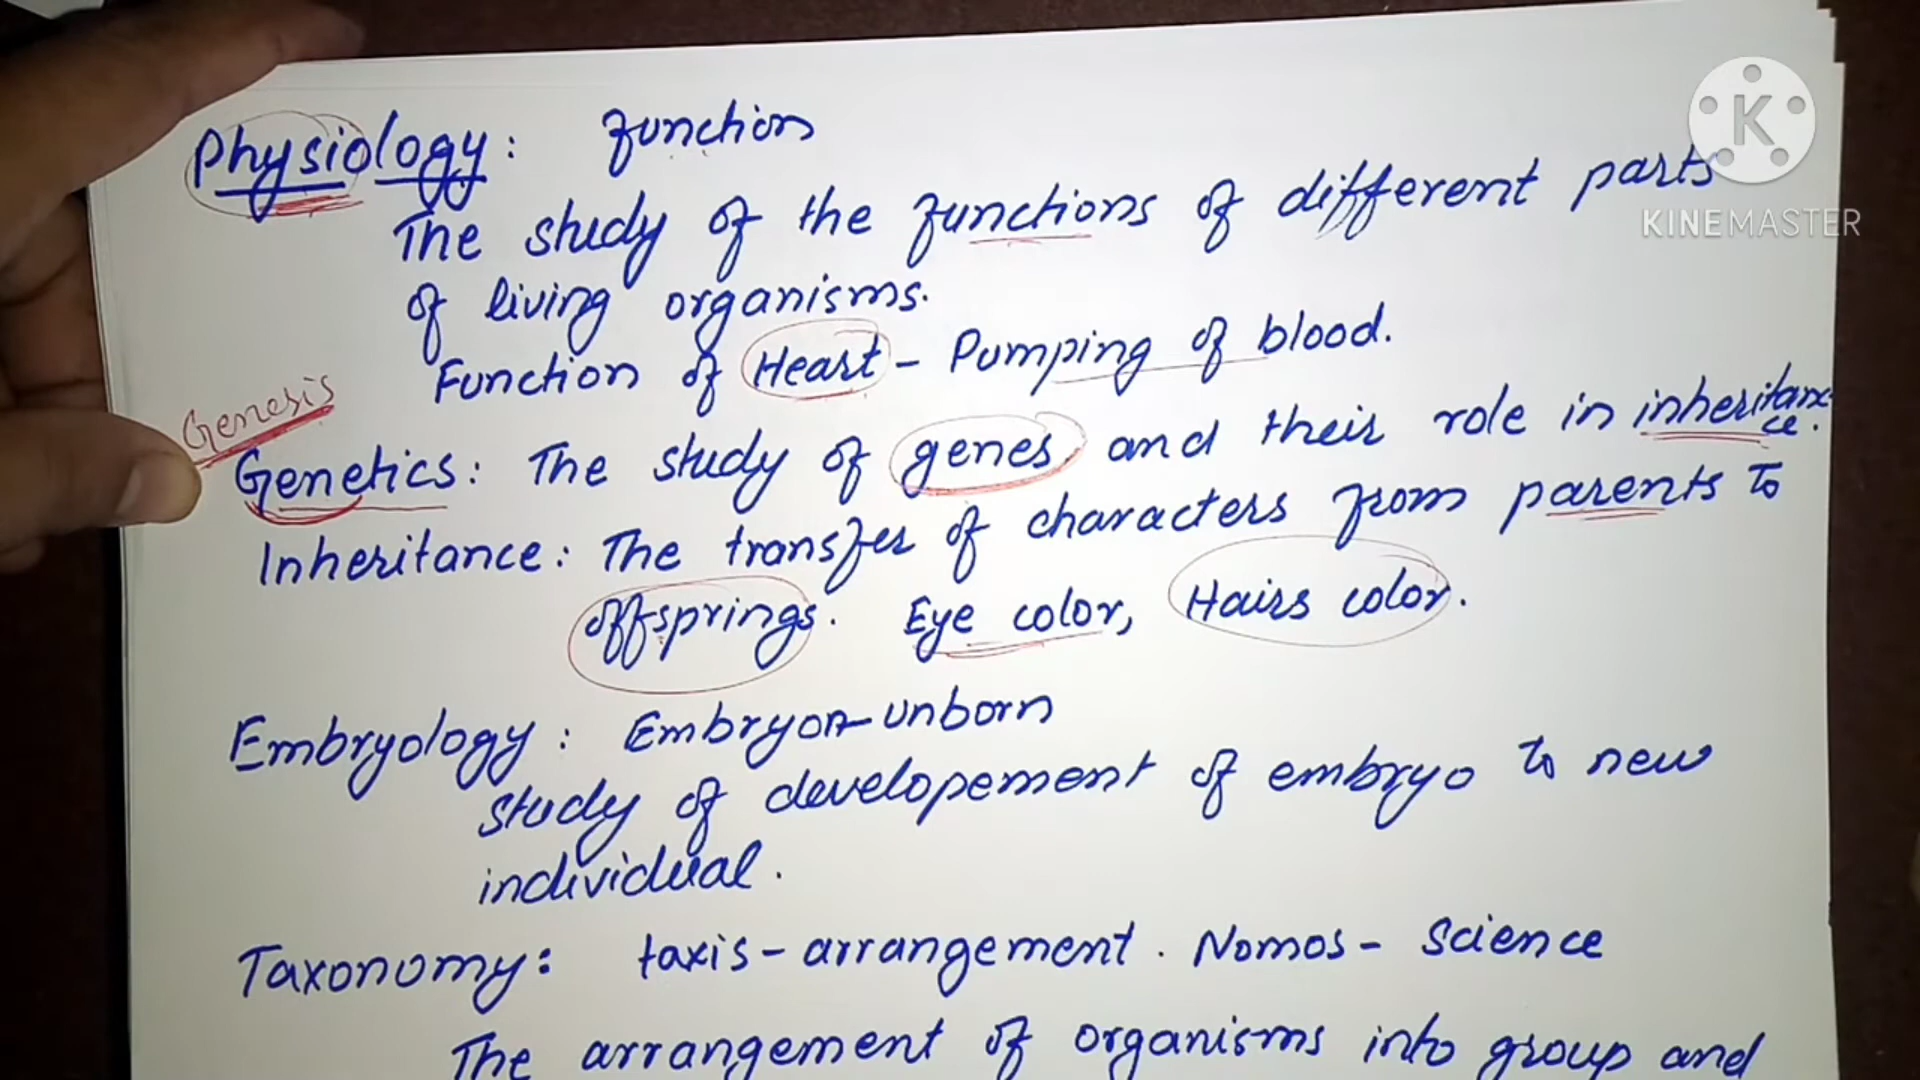 Physiology: function
The study of the functions of different parts
of living organisms.
Function of Heart - Pumping of blood.
Genesis
Genetics: The study of genes and their role in inheritance.
Inheritance: The transfer of characters from parents to
offsprings. Eye color, Hairs color.
Embryology: Embryon-unborn
study of developement of embryo to new
individual.
Taxonomy: taxis-arrangement. Nomos- Science
The arrangement of organisms into group and
K
KINEMASTER